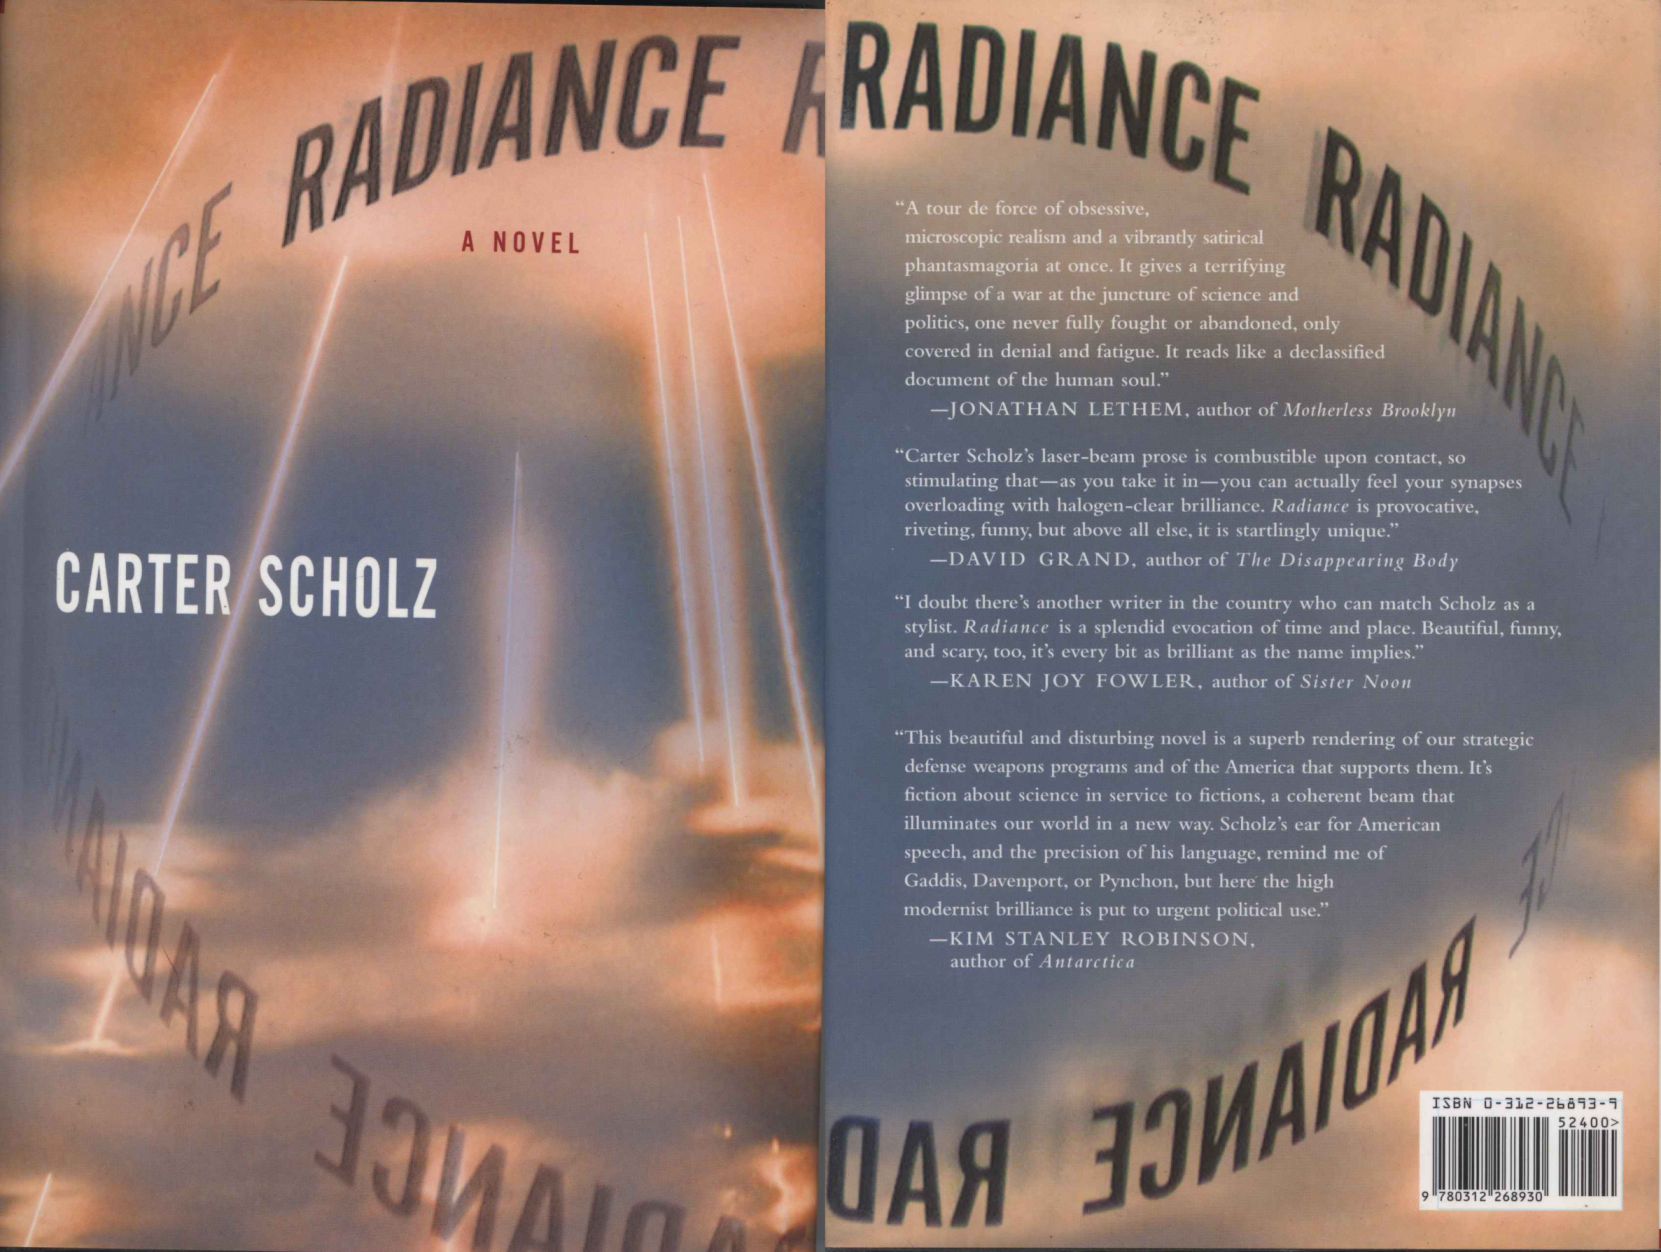 RADIANCE R
INCE
A NOVEL
CARTER SCHOLZ
RADIAN
RADIANCE
RADIANCE
RADIANCE
“A tour de force of obsessive,
microscopic realism and a vibrantly satirical
phantasmagoria at once. It gives a terrifying
glimpse of a war at the juncture of science and
politics, one never fully fought or abandoned, only
covered in denial and fatigue. It reads like a declassified
document of the human soul.”
—JONATHAN LETHEM, author of Motherless Brooklyn
“Carter Scholz’s laser-beam prose is combustible upon contact, so
stimulating that—as you take it in—you can actually feel your synapses
overloading with halogen-clear brilliance. Radiance is provocative,
riveting, funny, but above all else, it is startlingly unique.”
—DAVID GRAND, author of The Disappearing Body
“I doubt there’s another writer in the country who can match Scholz as a
stylist. Radiance is a splendid evocation of time and place. Beautiful, funny,
and scary, too, it’s every bit as brilliant as the name implies.”
—KAREN JOY FOWLER, author of Sister Noon
“This beautiful and disturbing novel is a superb rendering of our strategic
defense weapons programs and of the America that supports them. It’s
fiction about science in service to fictions, a coherent beam that
illuminates our world in a new way. Scholz’s ear for American
speech, and the precision of his language, remind me of
Gaddis, Davenport, or Pynchon, but here the high
modernist brilliance is put to urgent political use.”
—KIM STANLEY ROBINSON,
author of Antarctica
CE
RADIANCE
RAD
ISBN 0-312-26893-9
52400>
9 780312 268930